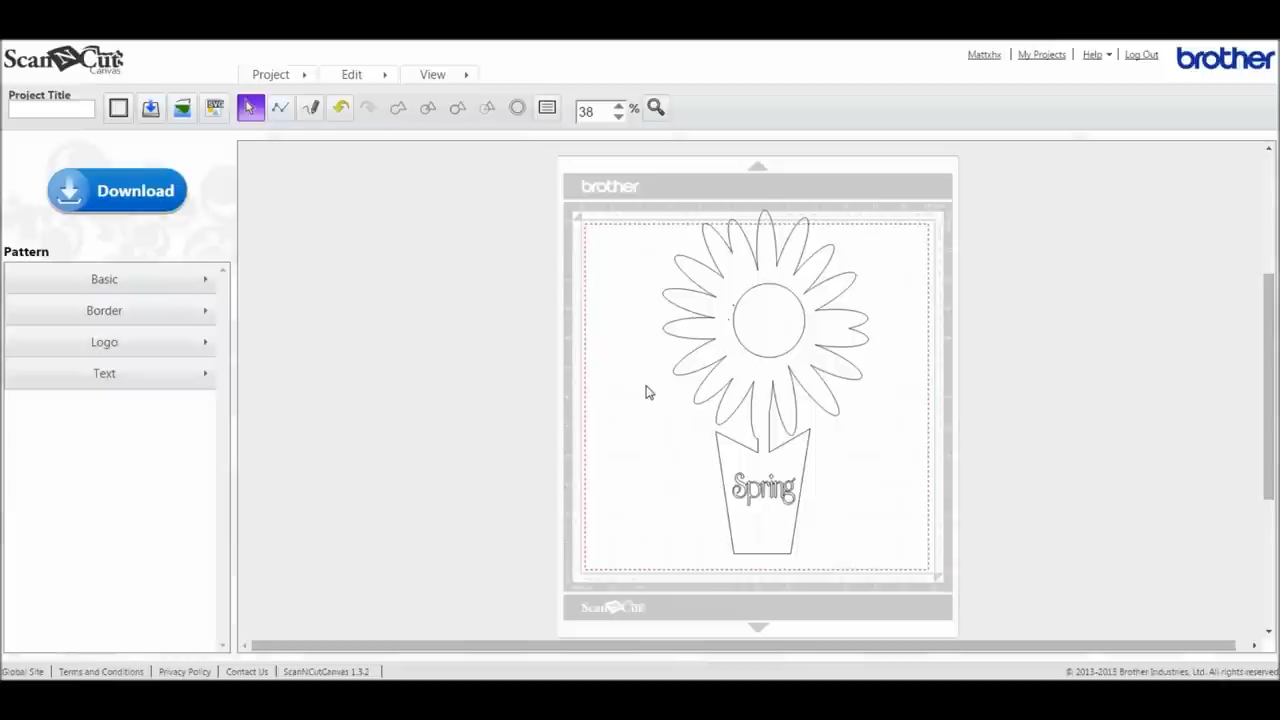 ScanNCut
Canvas
Mattxhx My Projects Help Log Out
brother
Project Edit View
Project Title
SVG
38 %
Download
brother
Pattern
Basic
Border
Logo
Text
Spring
ScanNCut
Global Site Terms and Conditions Privacy Policy Contact Us ScanNCutCanvas 1.3.2
© 2013-2015 Brother Industries, Ltd. All rights reserved